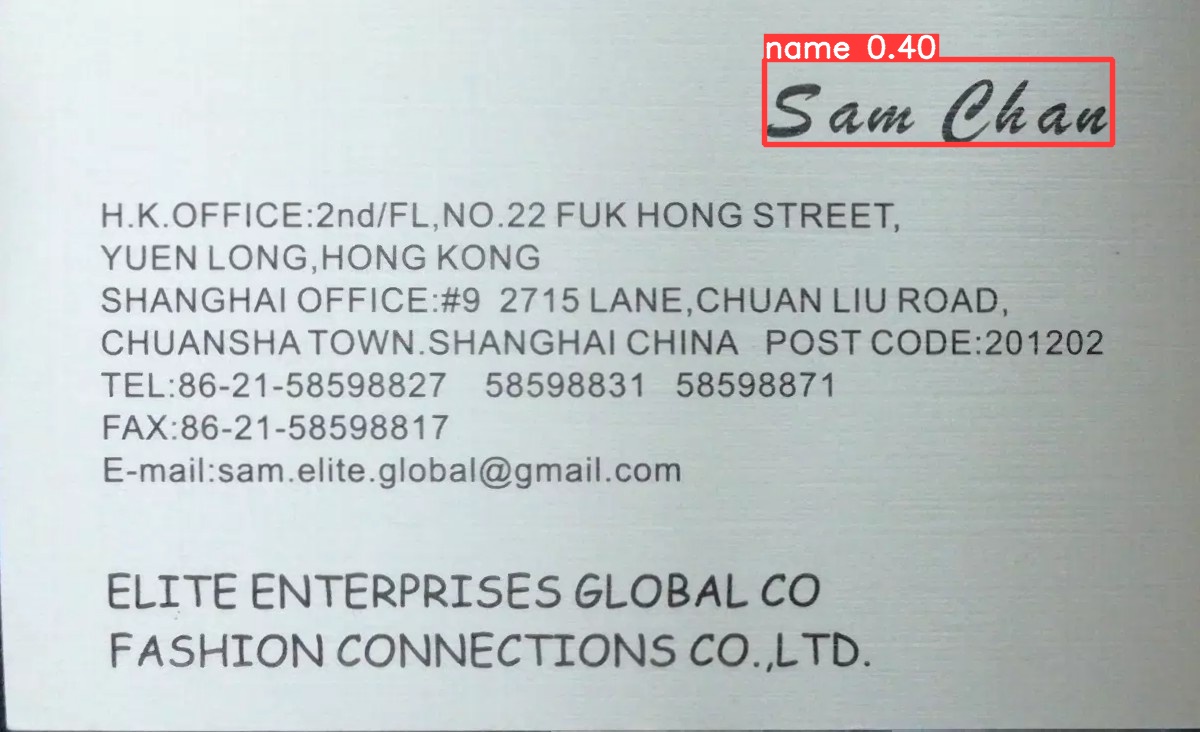 name 0.40
Sam Chan
H.K.OFFICE:2nd/FL,NO.22 FUK HONG STREET,
YUEN LONG,HONG KONG
SHANGHAI OFFICE:#9 2715 LANE,CHUAN LIU ROAD,
CHUANSHA TOWN.SHANGHAI CHINA POST CODE:201202
TEL:86-21-58598827 58598831 58598871
FAX:86-21-58598817
E-mail:sam.elite.global@gmail.com
ELITE ENTERPRISES GLOBAL CO
FASHION CONNECTIONS CO.,LTD.